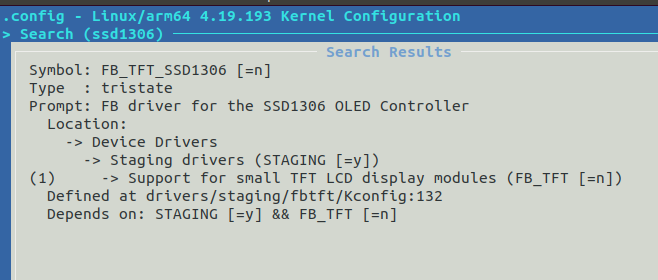 .config - Linux/arm64 4.19.193 Kernel Configuration
> Search (ssd1306)
Search Results
Symbol: FB_TFT_SSD1306 [=n]
Type  : tristate
Prompt: FB driver for the SSD1306 OLED Controller
  Location:
    -> Device Drivers
      -> Staging drivers (STAGING [=y])
(1)     -> Support for small TFT LCD display modules (FB_TFT [=n])
  Defined at drivers/staging/fbtft/Kconfig:132
  Depends on: STAGING [=y] && FB_TFT [=n]